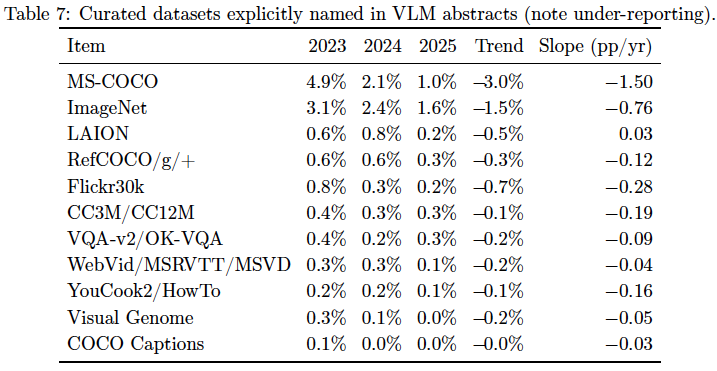 Table 7: Curated datasets explicitly named in VLM abstracts (note under-reporting).
Item 2023 2024 2025 Trend Slope (pp/yr)
MS-COCO 4.9% 2.1% 1.0% –3.0% −1.50
ImageNet 3.1% 2.4% 1.6% –1.5% −0.76
LAION 0.6% 0.8% 0.2% –0.5% 0.03
RefCOCO/g/+ 0.6% 0.6% 0.3% –0.3% −0.12
Flickr30k 0.8% 0.3% 0.2% –0.7% −0.28
CC3M/CC12M 0.4% 0.3% 0.3% –0.1% −0.19
VQA-v2/OK-VQA 0.4% 0.2% 0.3% –0.2% −0.09
WebVid/MSRVTT/MSVD 0.3% 0.3% 0.1% –0.2% −0.04
YouCook2/HowTo 0.2% 0.2% 0.1% –0.1% −0.16
Visual Genome 0.3% 0.1% 0.0% –0.2% −0.05
COCO Captions 0.1% 0.0% 0.0% –0.0% −0.03